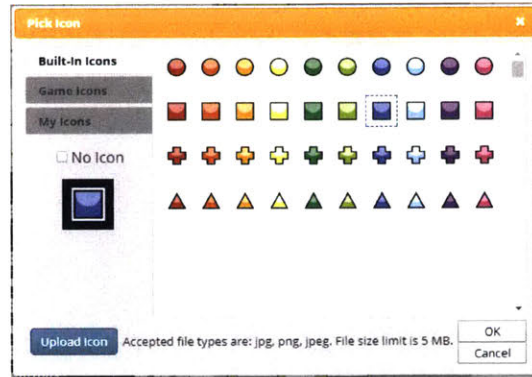 Pick Icon
Built-In Icons
Game Icons
My Icons
No Icon
Upload Icon
Accepted file types are: jpg, png, jpeg. File size limit is 5 MB.
OK
Cancel